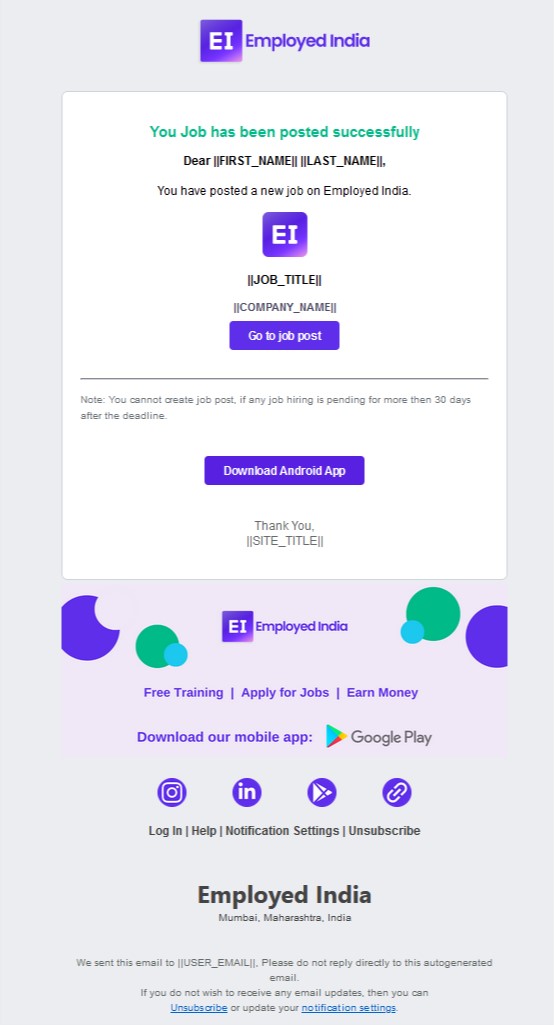 EI Employed India
You Job has been posted successfully
Dear ||FIRST_NAME|| ||LAST_NAME||,
You have posted a new job on Employed India.
EI
||JOB_TITLE||
||COMPANY_NAME||
Go to job post
Note: You cannot create job post, if any job hiring is pending for more then 30 days
after the deadline.
Download Android App
Thank You,
||SITE_TITLE||
EI Employed India
Free Training | Apply for Jobs | Earn Money
Download our mobile app: Google Play
in
Log In | Help | Notification Settings | Unsubscribe
Employed India
Mumbai, Maharashtra, India
We sent this email to ||USER_EMAIL||, Please do not reply directly to this autogenerated
email.
If you do not wish to receive any email updates, then you can
Unsubscribe or update your notification settings.